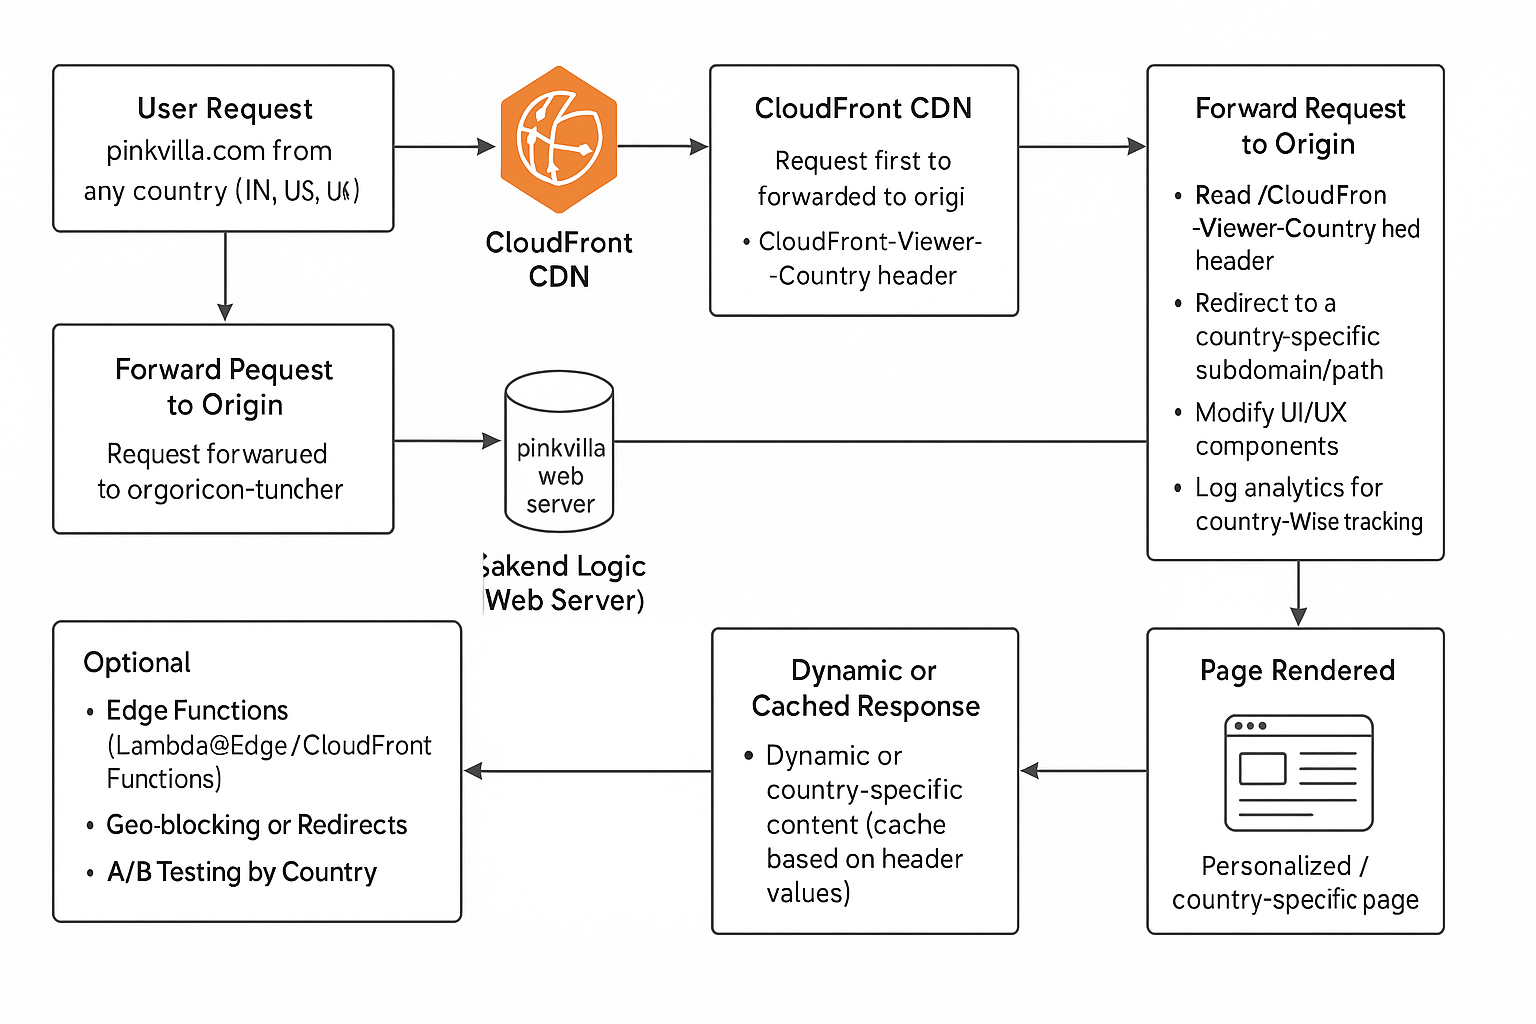 User Request
pinkvilla.com from
any country (IN, US, UK)
CloudFront
CDN
CloudFront CDN
Request first to
forwarded to origi
• CloudFront-Viewer-
-Country header
Forward Request
to Origin
• Read /CloudFron
-Viewer-Country hed
header
• Redirect to a
country-specific
subdomain/path
• Modify UI/UX
components
• Log analytics for
country-Wise tracking
Forward Pequest
to Origin
Request forwarued
to orgoricon-tuncher
pinkvilla
web
server
Sakend Logic
Web Server)
Optional
• Edge Functions
(Lambda@Edge/CloudFront
Functions)
• Geo-blocking or Redirects
• A/B Testing by Country
Dynamic or
Cached Response
• Dynamic or
country-specific
content (cache
based on header
values)
Page Rendered
Personalized /
country-specific page